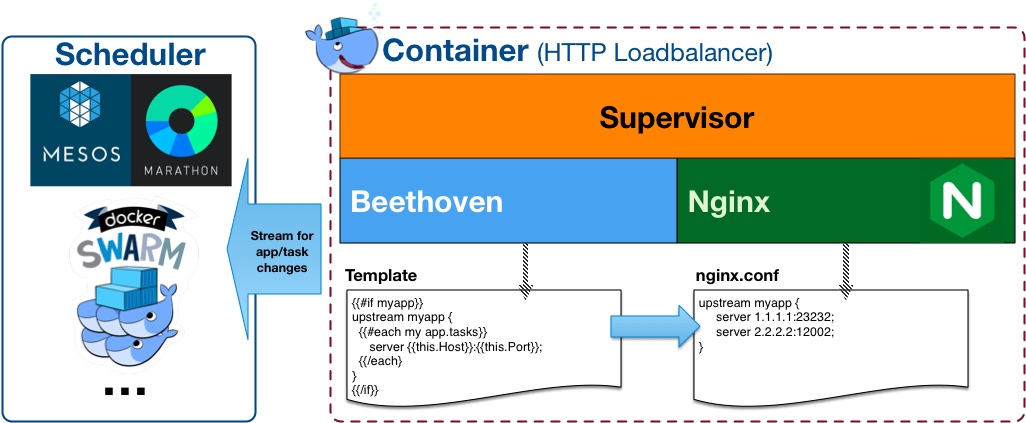 Scheduler
MESOS
MARATHON
docker
SWARM
...
Stream for
app/task
changes
Container (HTTP Loadbalancer)
Supervisor
Beethoven
Nginx
N
Template
{{#if myapp}}
upstream myapp {
{{#each my app.tasks}}
server {{this.Host}}:{{this.Port}};
{{/each}
}
{{/if}}
nginx.conf
upstream myapp {
server 1.1.1.1:23232;
server 2.2.2.2:12002;
}